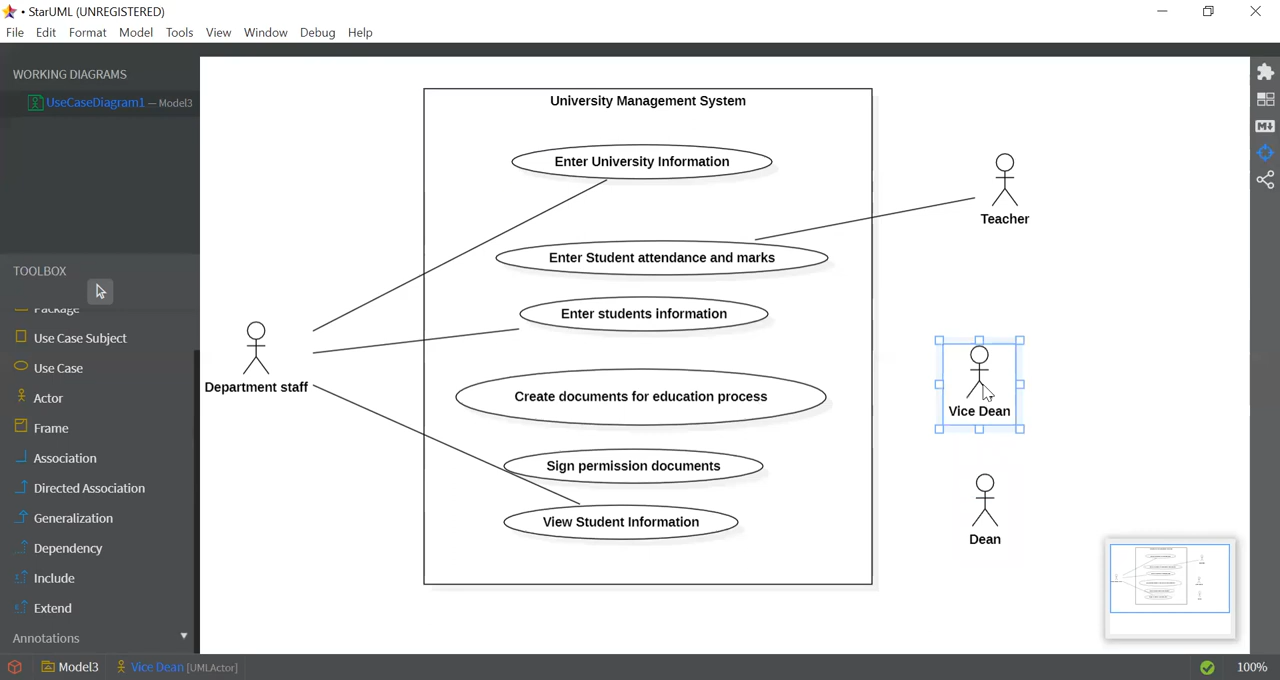 • StarUML (UNREGISTERED)
File Edit Format Model Tools View Window Debug Help
WORKING DIAGRAMS
UseCaseDiagram1 — Model3
TOOLBOX
Package
Use Case Subject
Use Case
Actor
Frame
Association
Directed Association
Generalization
Dependency
Include
Extend
Annotations
University Management System
Enter University Information
Enter Student attendance and marks
Enter students information
Create documents for education process
Sign permission documents
View Student Information
Department staff
Teacher
Vice Dean
Dean
M
Model3 Vice Dean [UMLActor]
100%